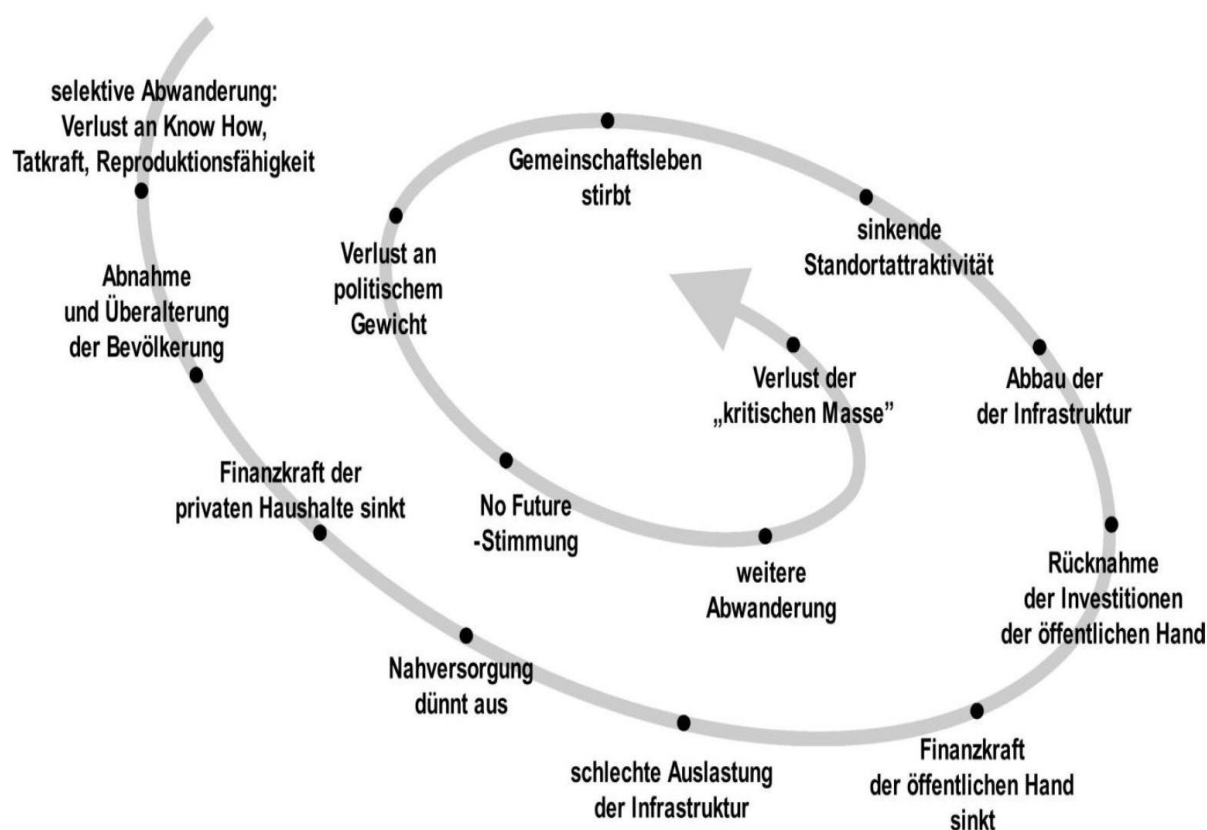 selektive Abwanderung:
Verlust an Know How,
Tatkraft, Reproduktionsfähigkeit
Abnahme
und Überalterung
der Bevölkerung
Finanzkraft der
privaten Haushalte sinkt
Nahversorgung
dünnt aus
schlechte Auslastung
der Infrastruktur
Finanzkraft
der öffentlichen Hand
sinkt
Rücknahme
der Investitionen
der öffentlichen Hand
Abbau der
der Infrastruktur
sinkende
Standortattraktivität
Gemeinschaftsleben
stirbt
Verlust an
politischem
Gewicht
No Future
-Stimmung
weitere
Abwanderung
Verlust der
„kritischen Masse”